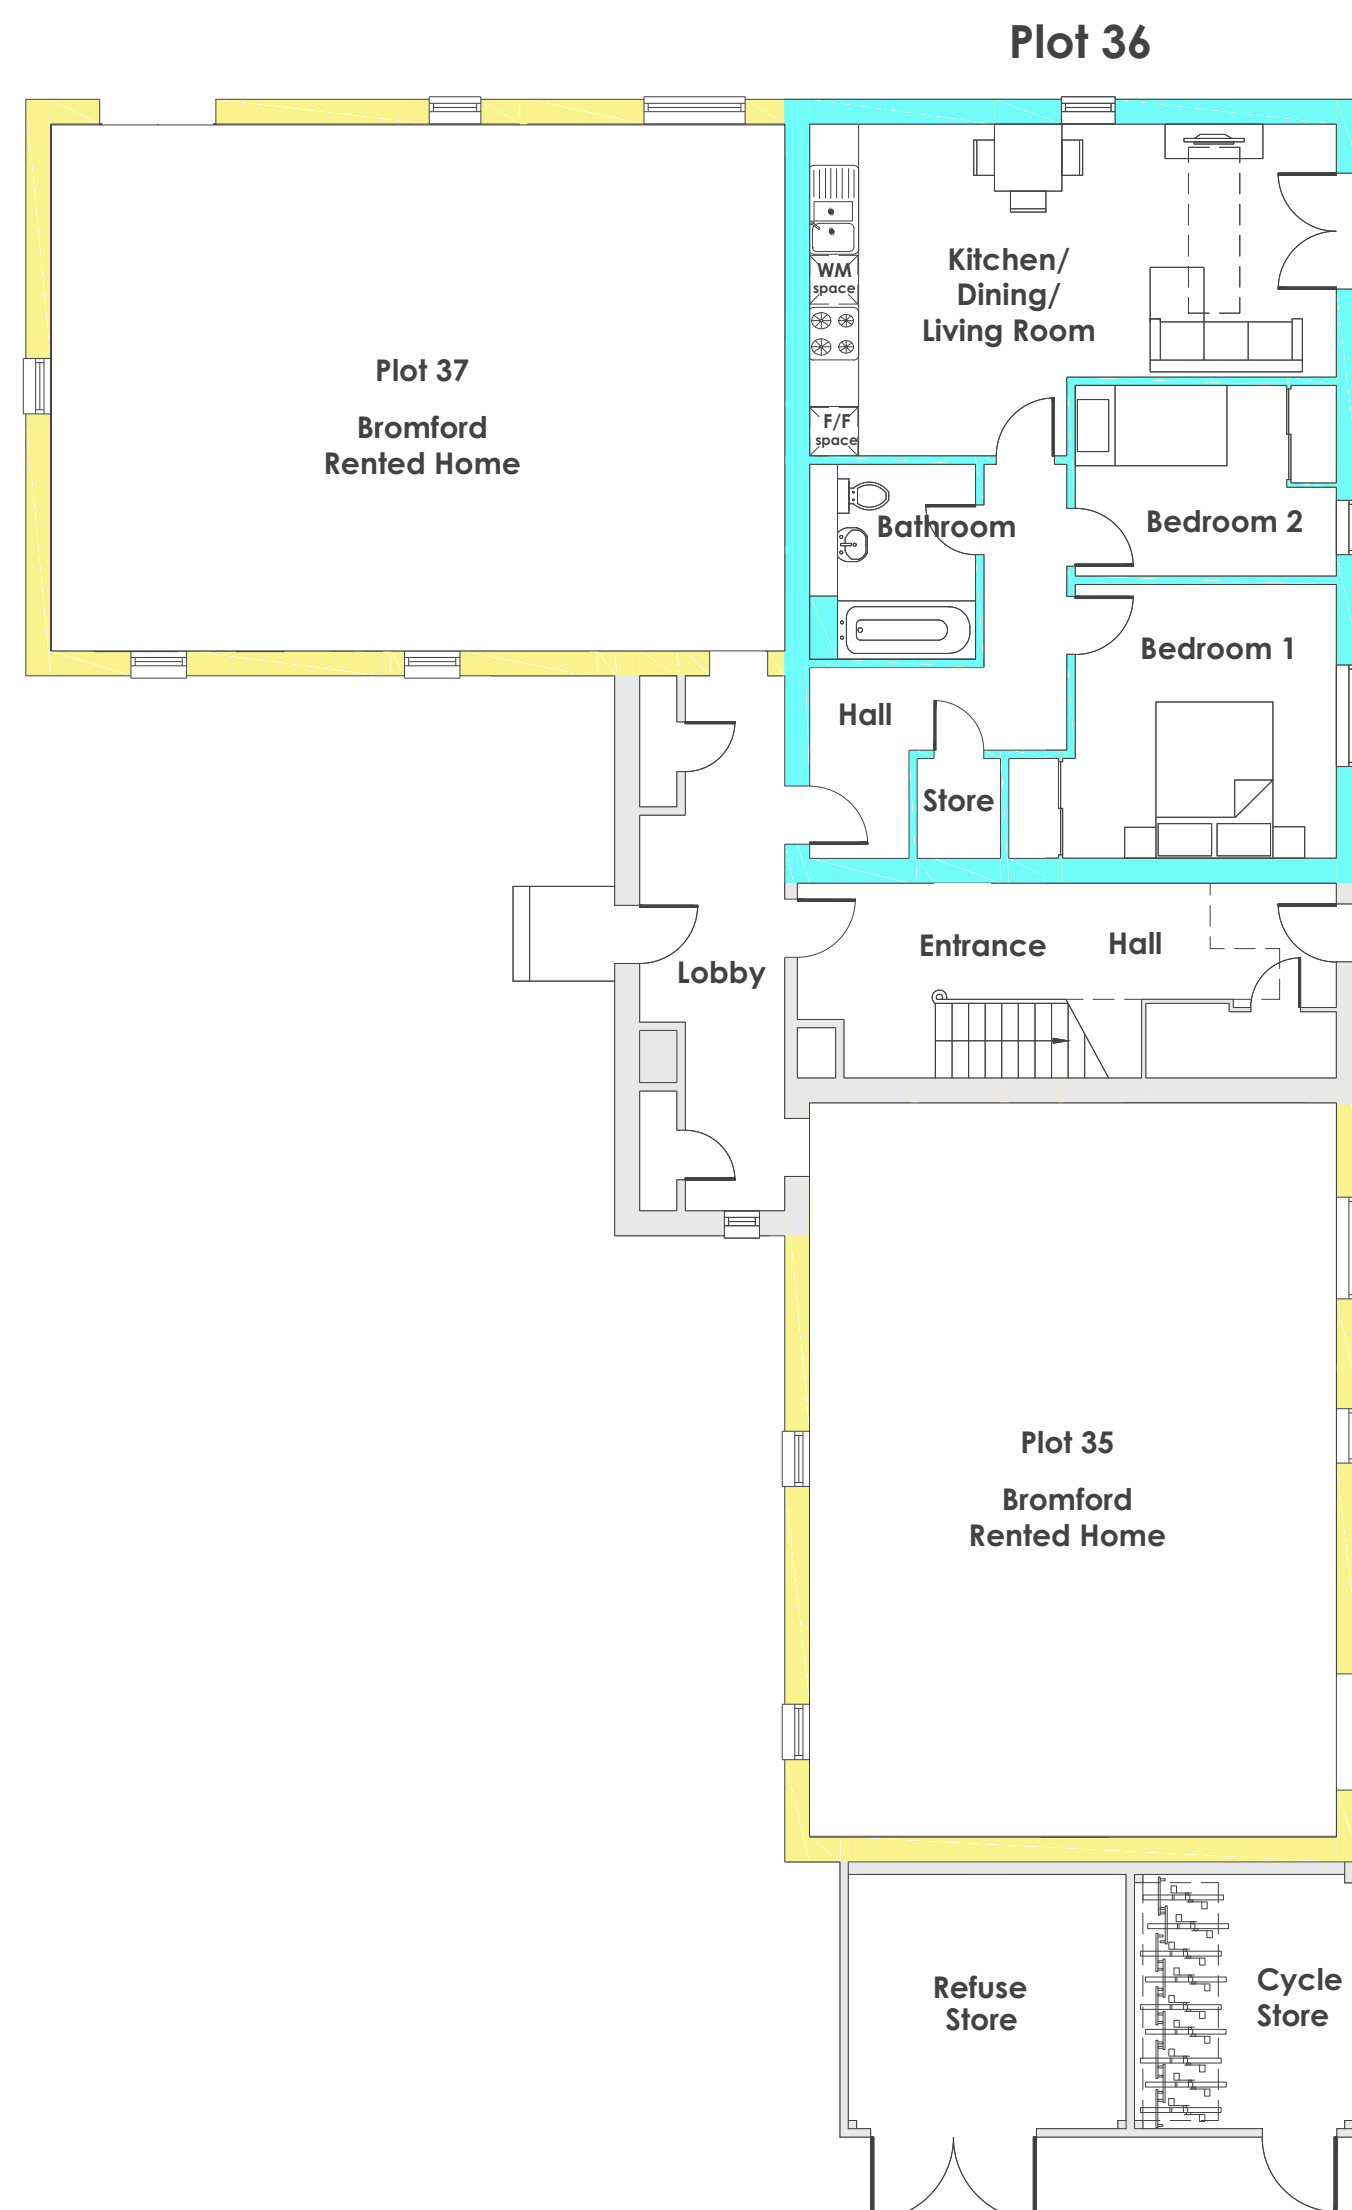 Plot 36
Kitchen/
Dining/
Living Room
WM
space
F/F
space
Plot 37
Bromford
Rented Home
Bathroom
Bedroom 2
Bedroom 1
Hall
Store
Lobby
Entrance Hall
Plot 35
Bromford
Rented Home
Refuse
Store
Cycle
Store